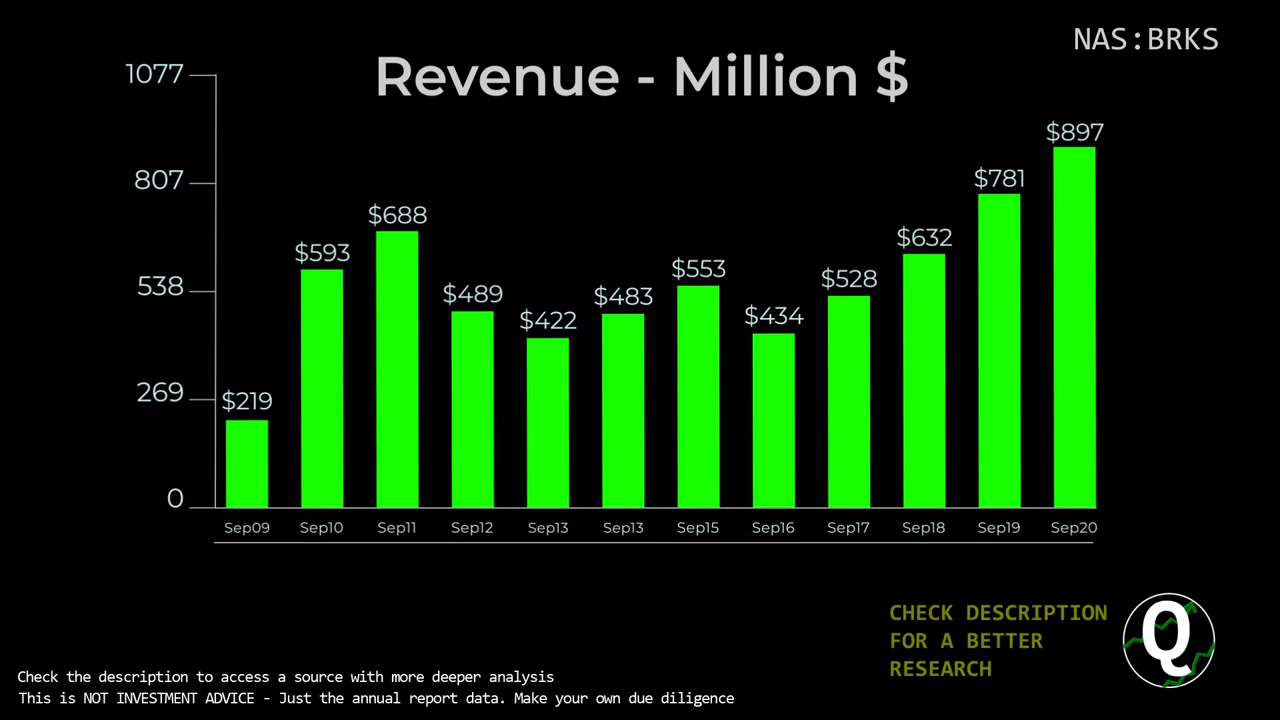 NAS:BRKS
Revenue - Million $
1077
807
538
269
0
$219
$593
$688
$489
$422
$483
$553
$434
$528
$632
$781
$897
Sep09 Sep10 Sep11 Sep12 Sep13 Sep13 Sep15 Sep16 Sep17 Sep18 Sep19 Sep20
CHECK DESCRIPTION
FOR A BETTER
RESEARCH
Q
Check the description to access a source with more deeper analysis
This is NOT INVESTMENT ADVICE - Just the annual report data. Make your own due diligence